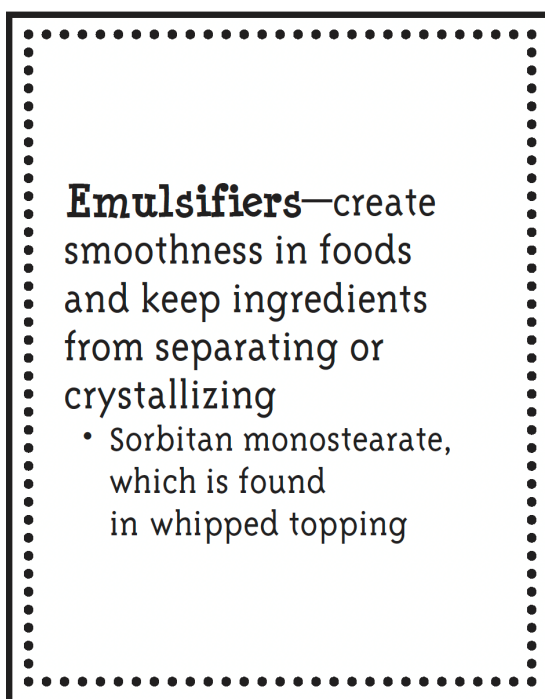 Emulsifiers—create
smoothness in foods
and keep ingredients
from separating or
crystallizing
• Sorbitan monostearate,
which is found
in whipped topping